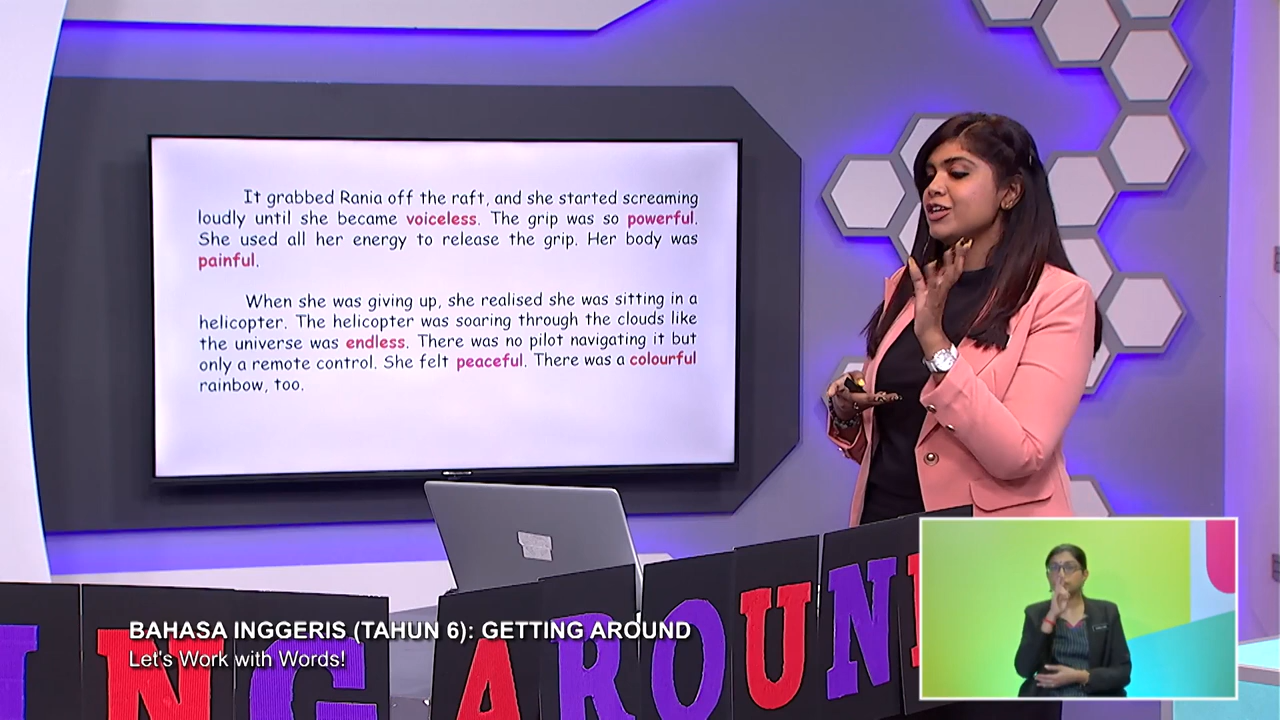 It grabbed Rania off the raft, and she started screaming
loudly until she became voiceless. The grip was so powerful.
She used all her energy to release the grip. Her body was
painful.
When she was giving up, she realised she was sitting in a
helicopter. The helicopter was soaring through the clouds like
the universe was endless. There was no pilot navigating it but
only a remote control. She felt peaceful. There was a colourful
rainbow, too.
BAHASA INGGERIS (TAHUN 6): GETTING AROUND
Let's Work with Words!
NG AROUN